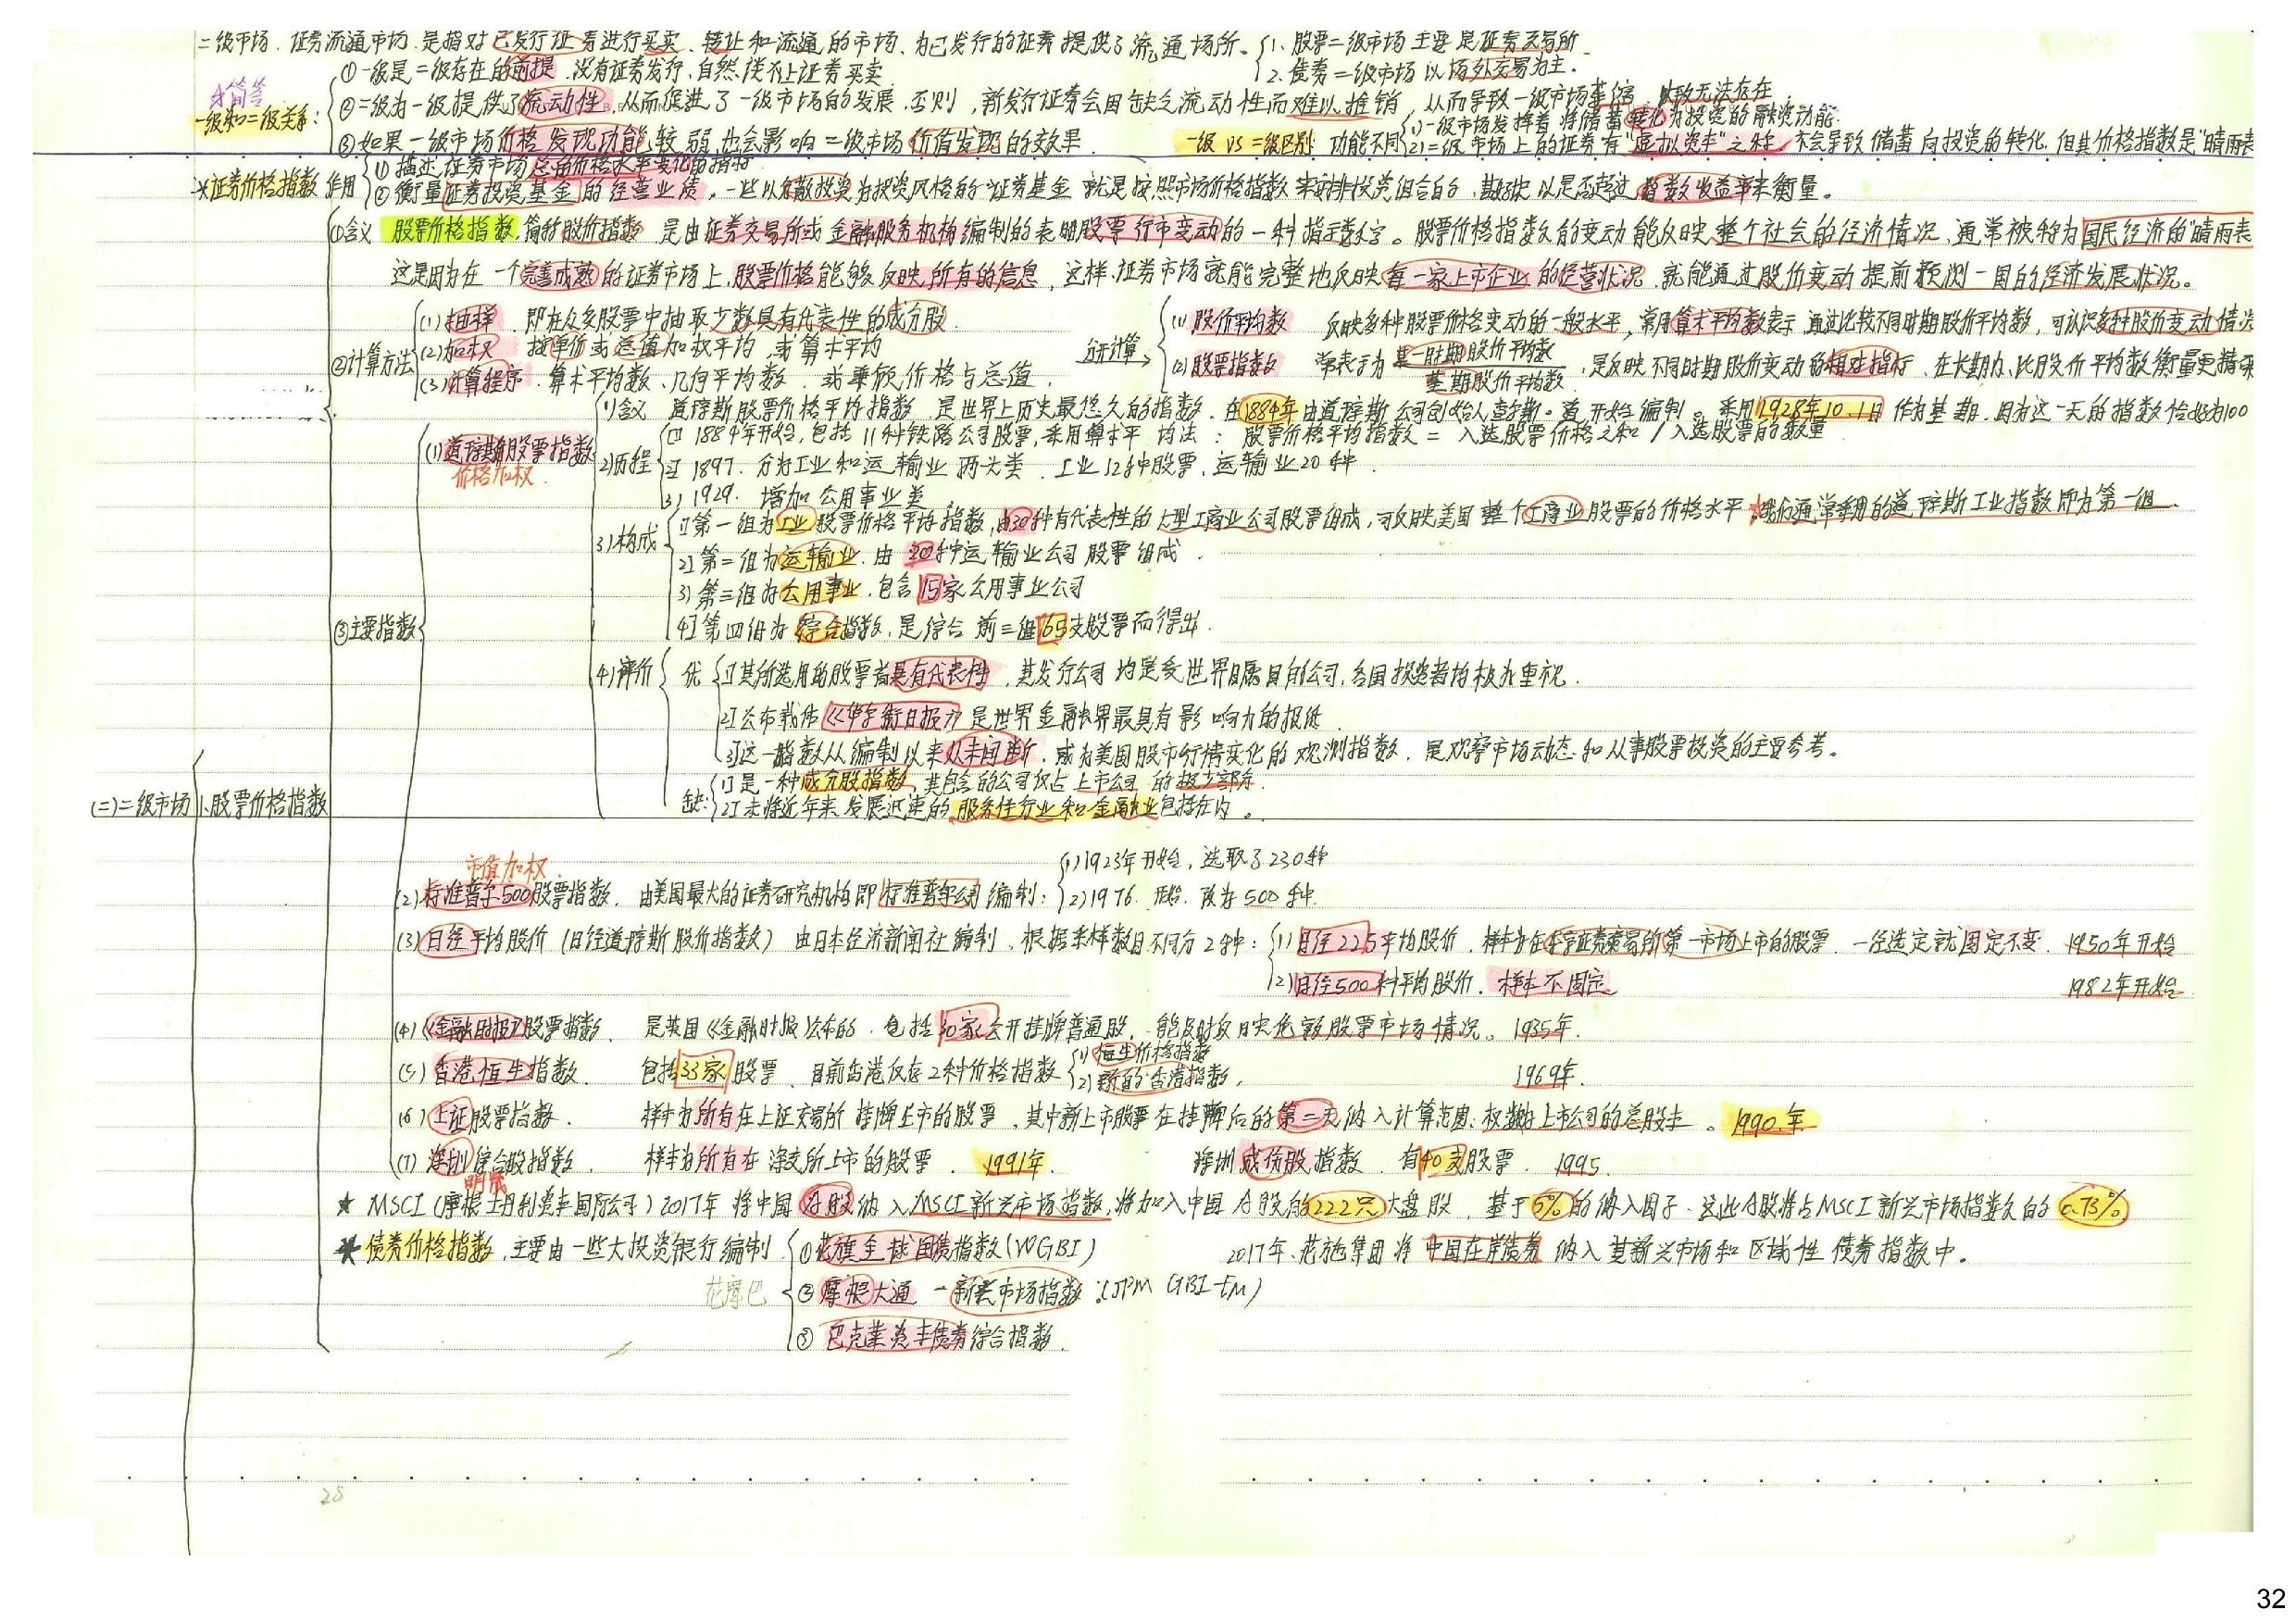 二级市场. 证券流通市场. 是指对已发行证券进行买卖、转让和流通的市场、为已发行的证券提供了流通场所。 1、股票二级市场主要是证券交易所
2、债券二级市场以场外交易为主.
①一级是二级存在的前提. 没有证券发行、自然谈不上证券买卖
简答
②二级为一级提供了流动性. 从而促进了一级市场的发展. 否则, 新发行证券会因缺乏流动性而难以推销, 从而导致一级市场萎缩
一级和二级关系:
③如果一级市场价格发现功能较弱也会影响二级市场价值发现的效果.
一级 VS 二级区别: 功能不同
1)一级市场发挥着将储蓄转化为投资的融资功能.
2)二级市场上的证券有"虚拟资本"之称, 不会导致储蓄向投资的转化. 但其价格指数是"晴雨表
证券价格指数 作用 ①描述证券市场总的价格水平变化的指标
②衡量证券投资基金的经营业绩. 一些以分散投资为投资风格的证券基金 就是按照市场价格指数来安排投资组合的. 以是否超过指数收益率来衡量。
①含义 股票价格指数. 简称股价指数 是由证券交易所或金融服务机构编制的表明股票行市变动的一种指示数字。股票价格指数的变动能反映整个社会的经济情况, 通常被称为国民经济的"晴雨表
这是因为在一个完善成熟的证券市场上, 股票价格能够反映所有的信息, 这样证券市场就能完整地反映每一家上市企业的经营状况. 就能通过股价变动提前预测一国的经济发展状况。
②计算方法
(1)抽样. 即在众多股票中抽取少数具有代表性的成分股.
(2)加权 按单价或总值加权平均, 或算术平均
(3)计算程序. 算术平均数、几何平均数. 或兼顾价格与总值.
分开计算
(1)股价平均数 反映多种股票价格变动的一般水平, 常用算术平均数表示 通过比较不同时期股价平均数, 可认识多种股价变动情况
(2)股票指数 常表示为 某一时期股价平均数 / 基期股价平均数. 是反映不同时期股价变动的相对指标. 在长期内、比股价平均数衡量更精确
③主要指数
(1)道琼斯股票指数
价格加权.
1)含义 道琼斯股票价格平均指数. 是世界上历史最悠久的指数. 在1884年由道琼斯公司创始人查尔斯。道开始编制。采用1928年10.1日作为基期. 因为这一天的指数恰好为100
2)历程
1] 1884年开始, 包括11种铁路公司股票, 采用算术平均法: 股票价格平均指数 = 入选股票价格之和 / 入选股票的数量
2] 1897. 分为工业和运输业两大类. 工业12种股票. 运输业20种.
3] 1929. 增加公用事业类
3)构成
1] 第一组为工业股票价格平均指数, 由30种有代表性的大型工商业公司股票组成, 可反映美国整个工商业股票的价格水平. 我们通常采用的道琼斯工业指数即为第一组.
2] 第二组为运输业. 由20种运输业公司股票组成.
3) 第三组为公用事业. 包含15家公用事业公司
4] 第四组为综合指数, 是综合前三组65支股票而得出.
4)评价
优 1] 其所选用的股票都具有代表性, 其发行公司均是受世界瞩目的公司, 各国投资者均极为重视.
2] 公布载体《华尔街日报》是世界金融界最具有影响力的报纸
3] 这一指数从编制以来从未间断. 成为美国股市行情变化的观测指数. 是观察市场动态和从事股票投资的主要参考。
缺: 1] 是一种成分股指数, 其包含的公司仅占上市公司的极少部分.
2] 未将近年来发展迅速的服务性行业和金融业包括在内。
(二)二级市场 1、股票价格指数
市值加权.
(2)标准普尔500股票指数. 由美国最大的证券研究机构即标准普尔公司编制:
1)1923年开始, 选取了230种
2)1976. 开始. 改为500种.
(3)日经平均股价 (日经道琼斯股价指数) 由日本经济新闻社编制. 根据采样数目不同分2种: 1)日经225平均股价. 样本为在东京证券交易所第一市场上市的股票. 一经选定就固定不变. 1950年开始
2)日经500种平均股价. 样本不固定 1982年开始
(4)《金融时报》股票指数. 是英国《金融时报》公布的. 包括30家公开挂牌普通股, 能及时反映伦敦股票市场情况。1935年.
(5)香港恒生指数. 包括33家股票. 目前香港仅存2种价格指数 1)恒生价格指数
2)新的香港指数, 1969年.
(6)上证股票指数. 样本为所有在上证交易所挂牌上市的股票, 其中新上市股票在挂牌后的第二天纳入计算范围; 权数为上市公司的总股本。1990年
(7)深圳综合股指数. 样本为所有在深交所上市的股票. 1991年. 深圳成份股指数. 有40支股票. 1995.
明晟
★ MSCI (摩根士丹利资本国际公司) 2017年 将中国A股纳入MSCI新兴市场指数, 将加入中国A股的222只大盘股, 基于5%的纳入因子. 这些A股将占MSCI新兴市场指数的0.73%
★ 债券价格指数. 主要由一些大投资银行编制 ①花旗全球国债指数 (WGBI) 2017年, 花旗集团将中国在岸债券纳入其新兴市场和区域性债券指数中。
花摩巴 ②摩根大通 - 新兴市场指数 (JPM GBI-EM)
③ 巴克莱资本债券综合指数.
28
32